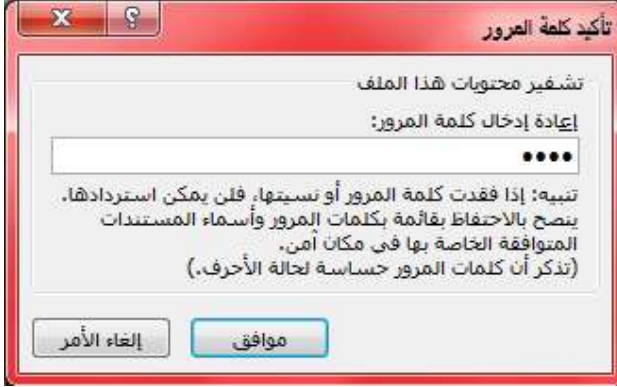 تأكيد كلمة المرور
تشفير محتويات هذا الملف
إعادة إدخال كلمة المرور:
••••
تنبيه: إذا فقدت كلمة المرور أو نسيتها، فلن يمكن استردادها.
ينصح بالاحتفاظ بقائمة بكلمات المرور وأسماء المستندات
المتوافقة الخاصة بها في مكان آمن.
(تذكر أن كلمات المرور حساسة لحالة الأحرف.)
موافق
إلغاء الأمر